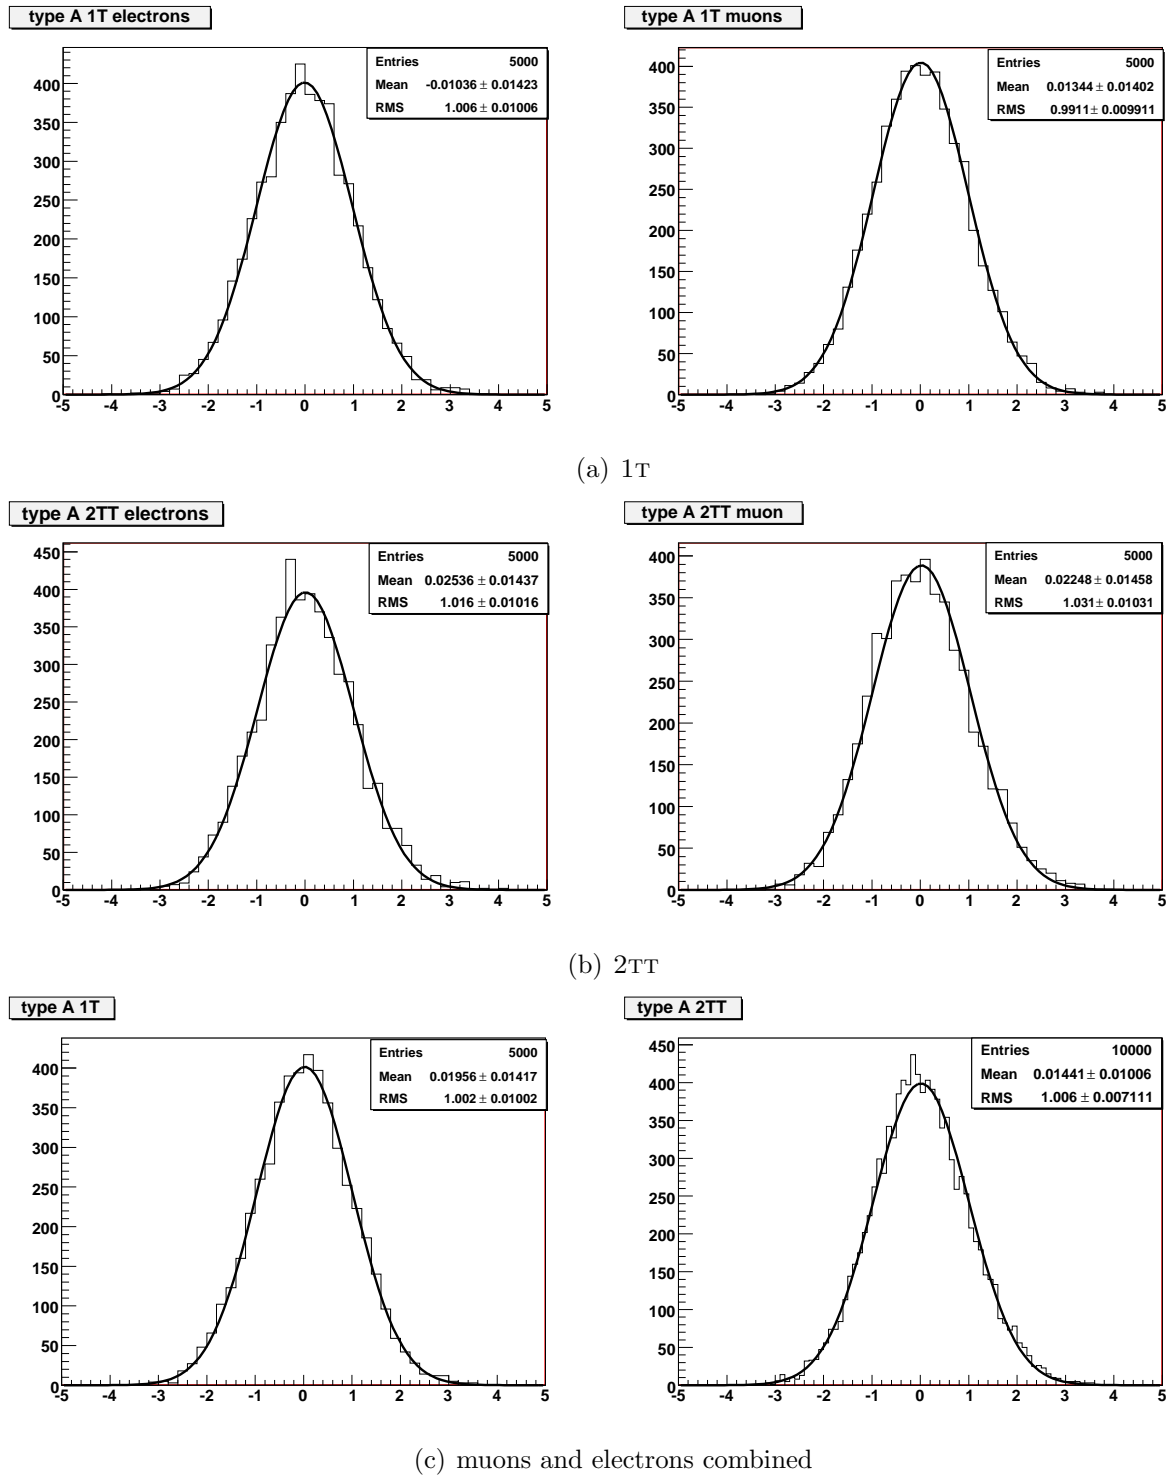 type A 1T electrons
Entries 5000
Mean -0.01036 ± 0.01423
RMS 1.006 ± 0.01006
400
350
300
250
200
150
100
50
0
-5 -4 -3 -2 -1 0 1 2 3 4 5
type A 1T muons
Entries 5000
Mean 0.01344 ± 0.01402
RMS 0.9911 ± 0.009911
400
350
300
250
200
150
100
50
0
-5 -4 -3 -2 -1 0 1 2 3 4 5
(a) 1T
type A 2TT electrons
Entries 5000
Mean 0.02536 ± 0.01437
RMS 1.016 ± 0.01016
450
400
350
300
250
200
150
100
50
0
-5 -4 -3 -2 -1 0 1 2 3 4 5
type A 2TT muon
Entries 5000
Mean 0.02248 ± 0.01458
RMS 1.031 ± 0.01031
400
350
300
250
200
150
100
50
0
-5 -4 -3 -2 -1 0 1 2 3 4 5
(b) 2TT
type A 1T
Entries 5000
Mean 0.01956 ± 0.01417
RMS 1.002 ± 0.01002
400
350
300
250
200
150
100
50
0
-5 -4 -3 -2 -1 0 1 2 3 4 5
type A 2TT
Entries 10000
Mean 0.01441 ± 0.01006
RMS 1.006 ± 0.007111
450
400
350
300
250
200
150
100
50
0
-5 -4 -3 -2 -1 0 1 2 3 4 5
(c) muons and electrons combined